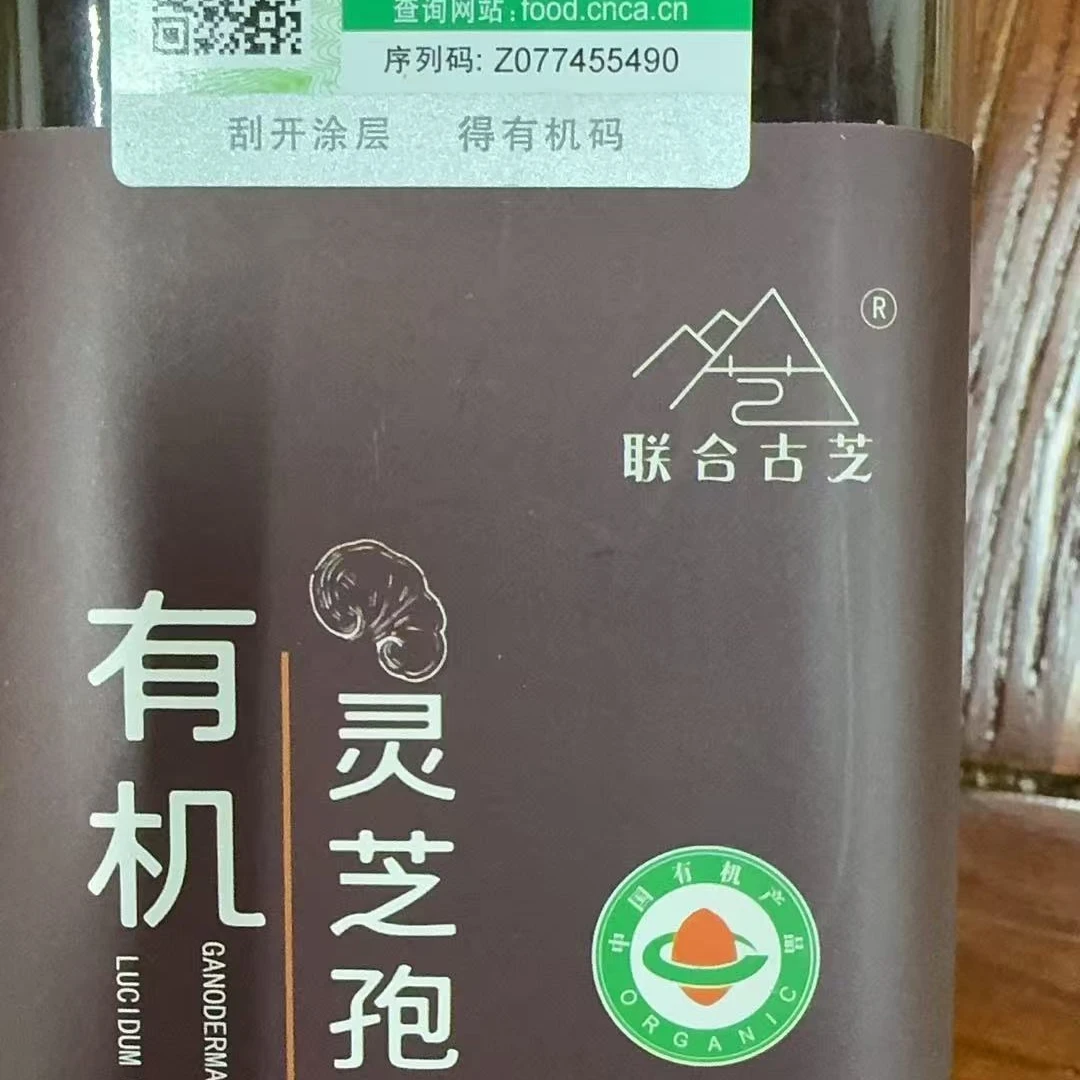 查询网站:food.cnca.cn
序列码: Z077455490
刮开涂层 得有机码
®
联合古芝
有机
灵芝孢
GANODERMA
LUCIDUM
中国有机产品
ORGANIC